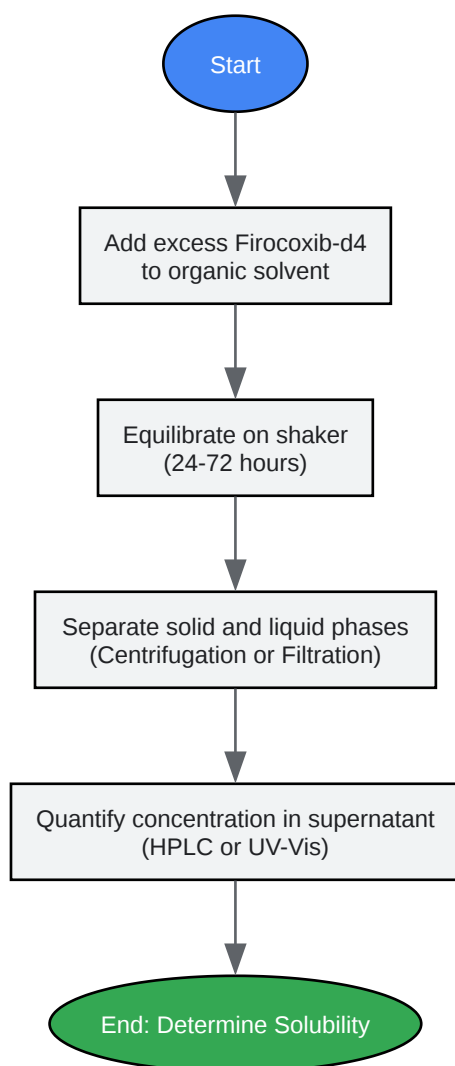 Start
Add excess Firocoxib-d4
to organic solvent
Equilibrate on shaker
(24-72 hours)
Separate solid and liquid phases
(Centrifugation or Filtration)
Quantify concentration in supernatant
(HPLC or UV-Vis)
End: Determine Solubility